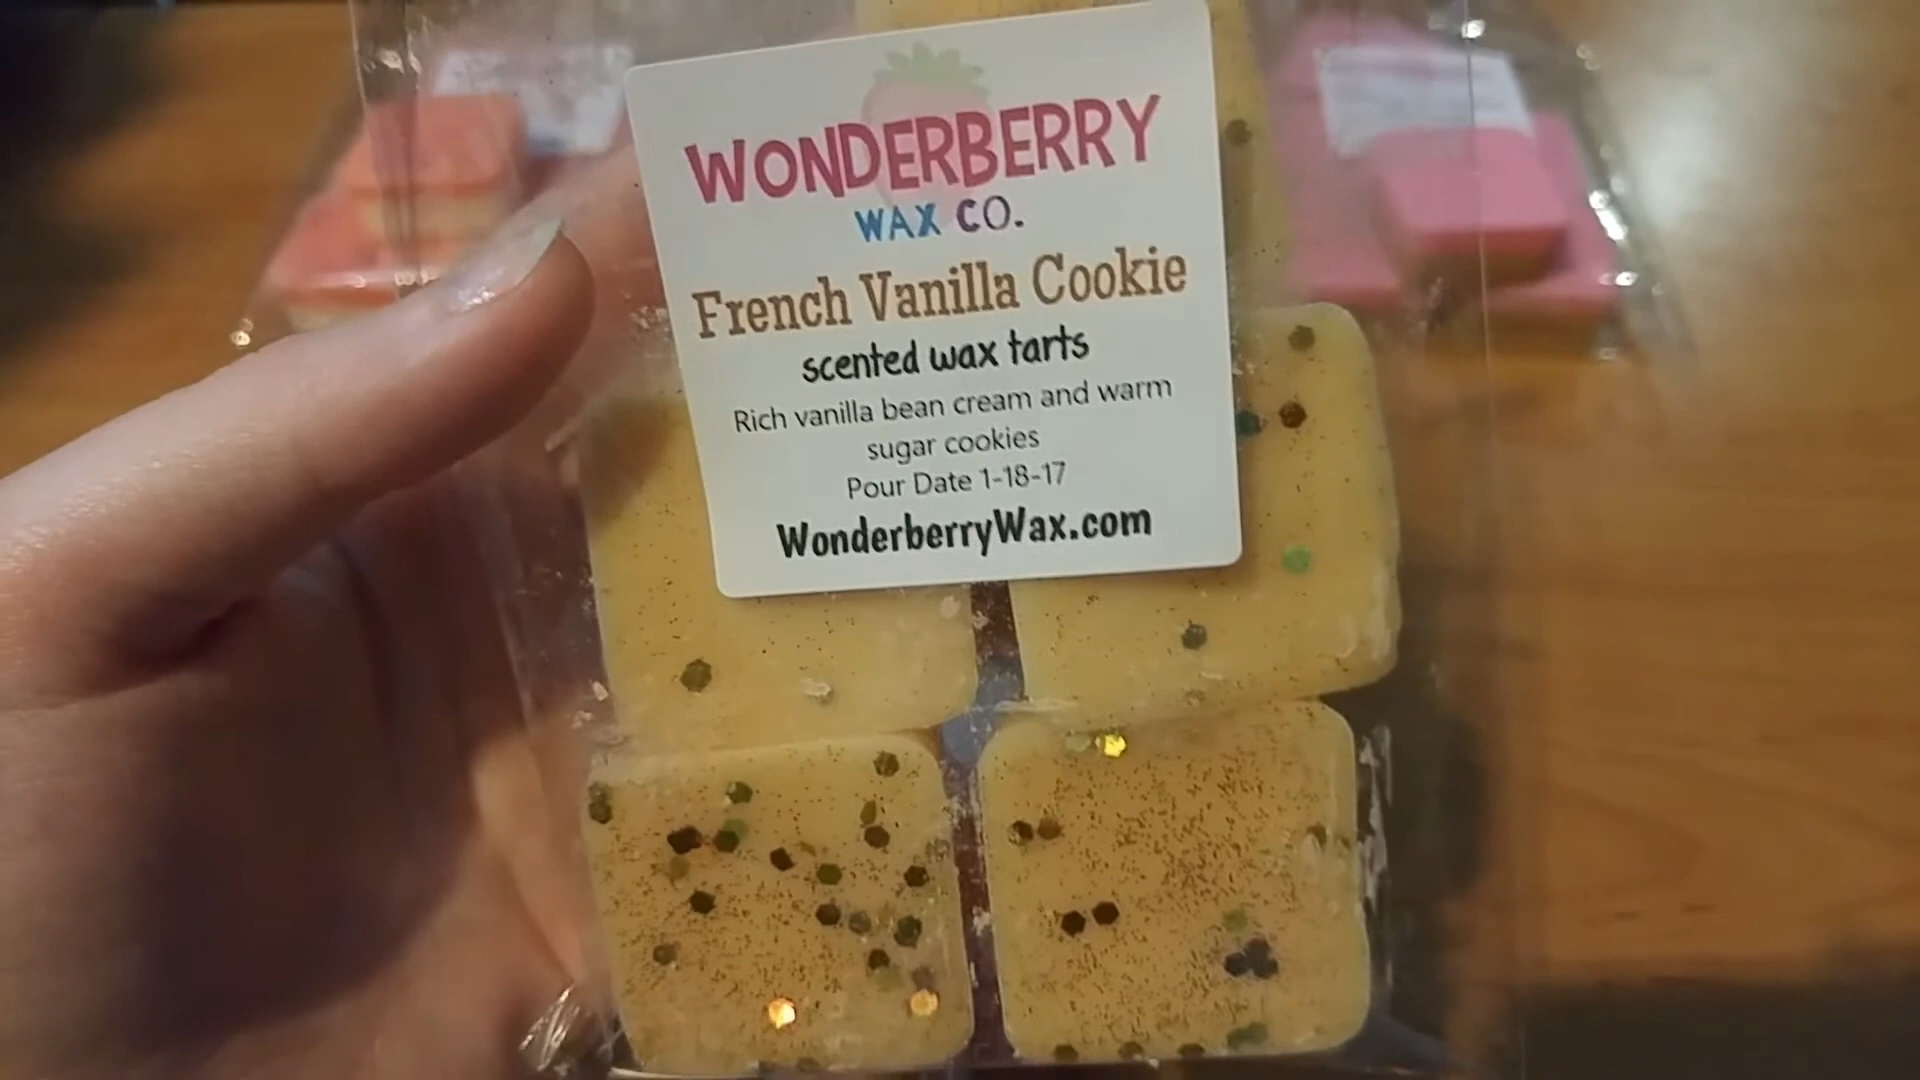 WONDERBERRY
WAX CO.
French Vanilla Cookie
scented wax tarts
Rich vanilla bean cream and warm
sugar cookies
Pour Date 1-18-17
WonderberryWax.com